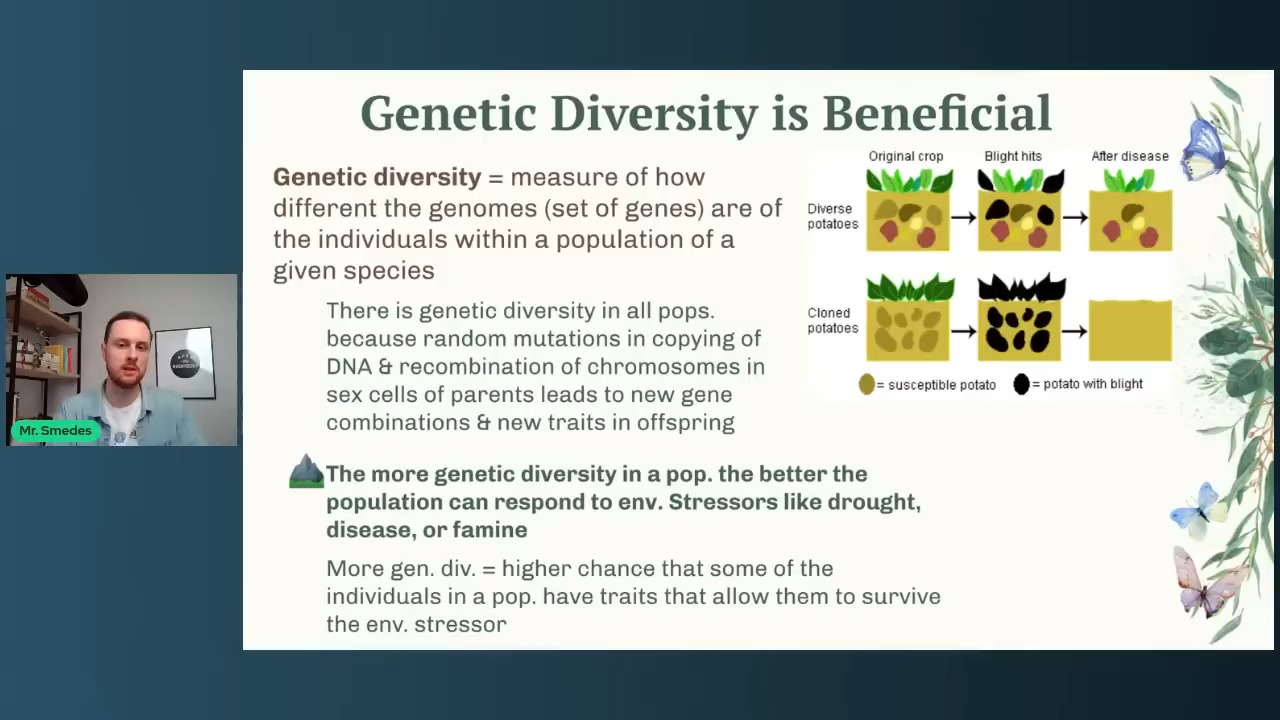 Genetic Diversity is Beneficial
Genetic diversity = measure of how
different the genomes (set of genes) are of
the individuals within a population of a
given species
There is genetic diversity in all pops.
because random mutations in copying of
DNA & recombination of chromosomes in
sex cells of parents leads to new gene
combinations & new traits in offspring
The more genetic diversity in a pop. the better the
population can respond to env. Stressors like drought,
disease, or famine
More gen. div. = higher chance that some of the
individuals in a pop. have traits that allow them to survive
the env. stressor
Original crop
Blight hits
After disease
Diverse
potatoes
Cloned
potatoes
= susceptible potato
= potato with blight
Mr. Smedes